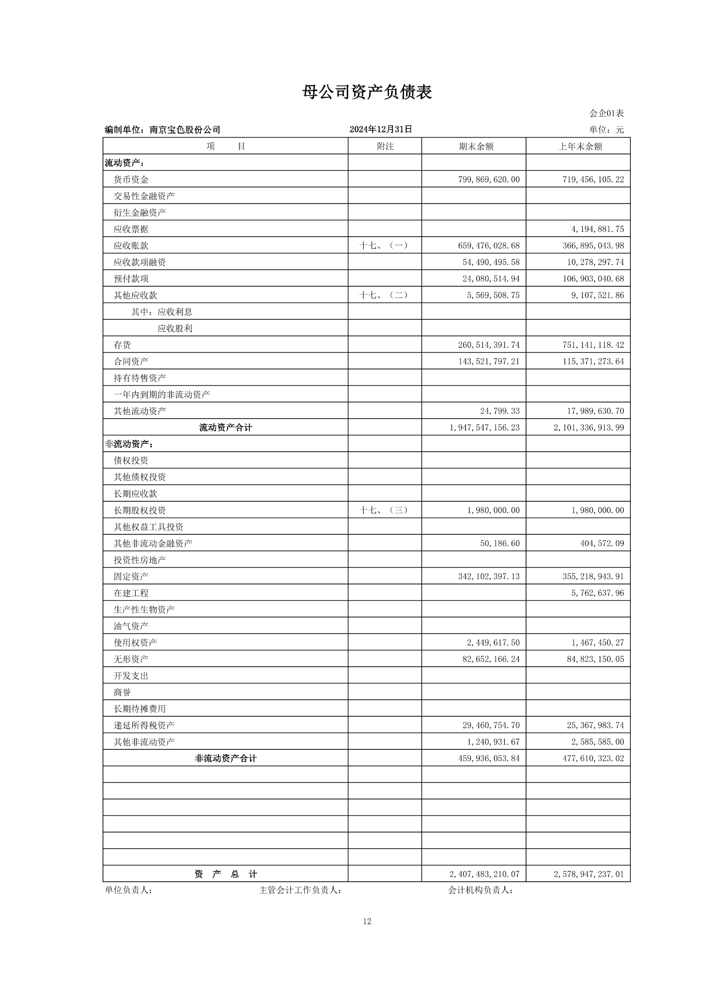 母公司资产负债表
会企01表
编制单位：南京宝色股份公司 2024年12月31日 单位：元
项 目 附注 期末余额 上年末余额
流动资产：
货币资金 799,869,620.00 719,456,105.22
交易性金融资产
衍生金融资产
应收票据 4,194,881.75
应收账款 十七、（一） 659,476,028.68 366,895,043.98
应收款项融资 54,490,495.58 10,278,297.74
预付款项 24,080,514.94 106,903,040.68
其他应收款 十七、（二） 5,569,508.75 9,107,521.86
其中：应收利息
应收股利
存货 260,514,391.74 751,141,118.42
合同资产 143,521,797.21 115,371,273.64
持有待售资产
一年内到期的非流动资产
其他流动资产 24,799.33 17,989,630.70
流动资产合计 1,947,547,156.23 2,101,336,913.99
非流动资产：
债权投资
其他债权投资
长期应收款
长期股权投资 十七、（三） 1,980,000.00 1,980,000.00
其他权益工具投资
其他非流动金融资产 50,186.60 404,572.09
投资性房地产
固定资产 342,102,397.13 355,218,943.91
在建工程 5,762,637.96
生产性生物资产
油气资产
使用权资产 2,449,617.50 1,467,450.27
无形资产 82,652,166.24 84,823,150.05
开发支出
商誉
长期待摊费用
递延所得税资产 29,460,754.70 25,367,983.74
其他非流动资产 1,240,931.67 2,585,585.00
非流动资产合计 459,936,053.84 477,610,323.02
资 产 总 计 2,407,483,210.07 2,578,947,237.01
单位负责人： 主管会计工作负责人： 会计机构负责人：
12